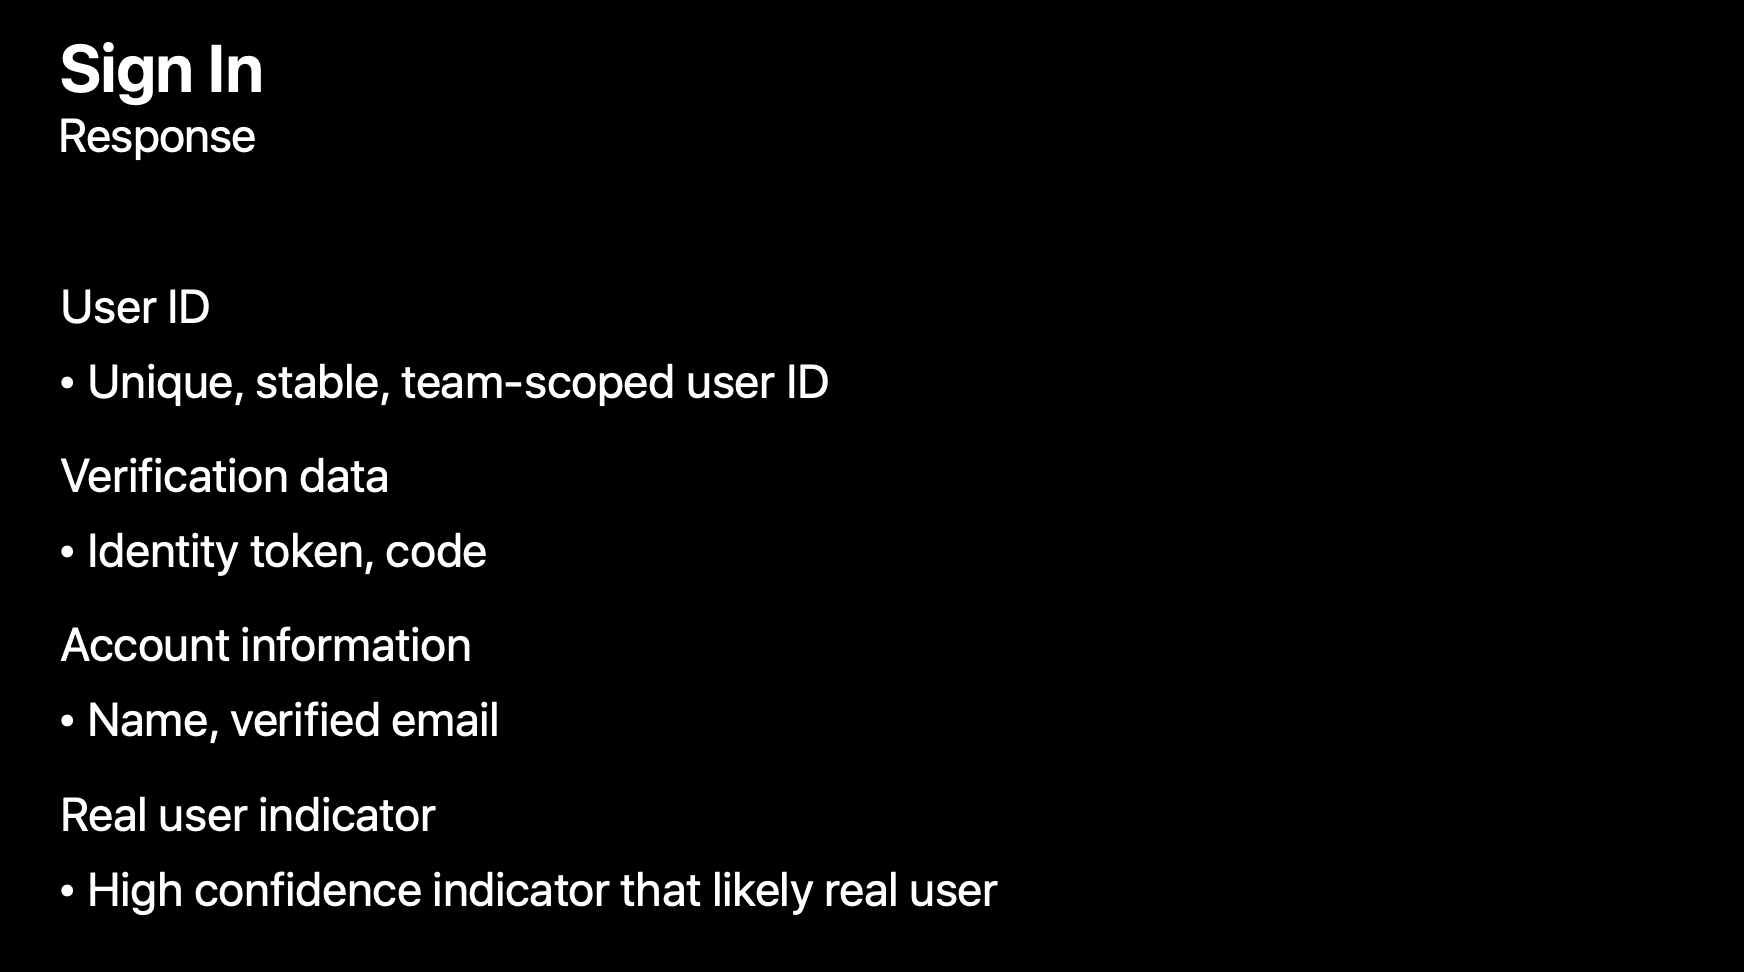 Sign In
Response
User ID
• Unique, stable, team-scoped user ID
Verification data
• Identity token, code
Account information
• Name, verified email
Real user indicator
• High confidence indicator that likely real user